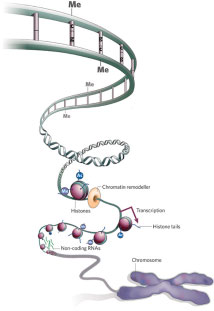 Me
Me
Me
Me
Chromatin remodeller
Histones
Transcription
Histone tails
Non-coding RNAs
Chromosome